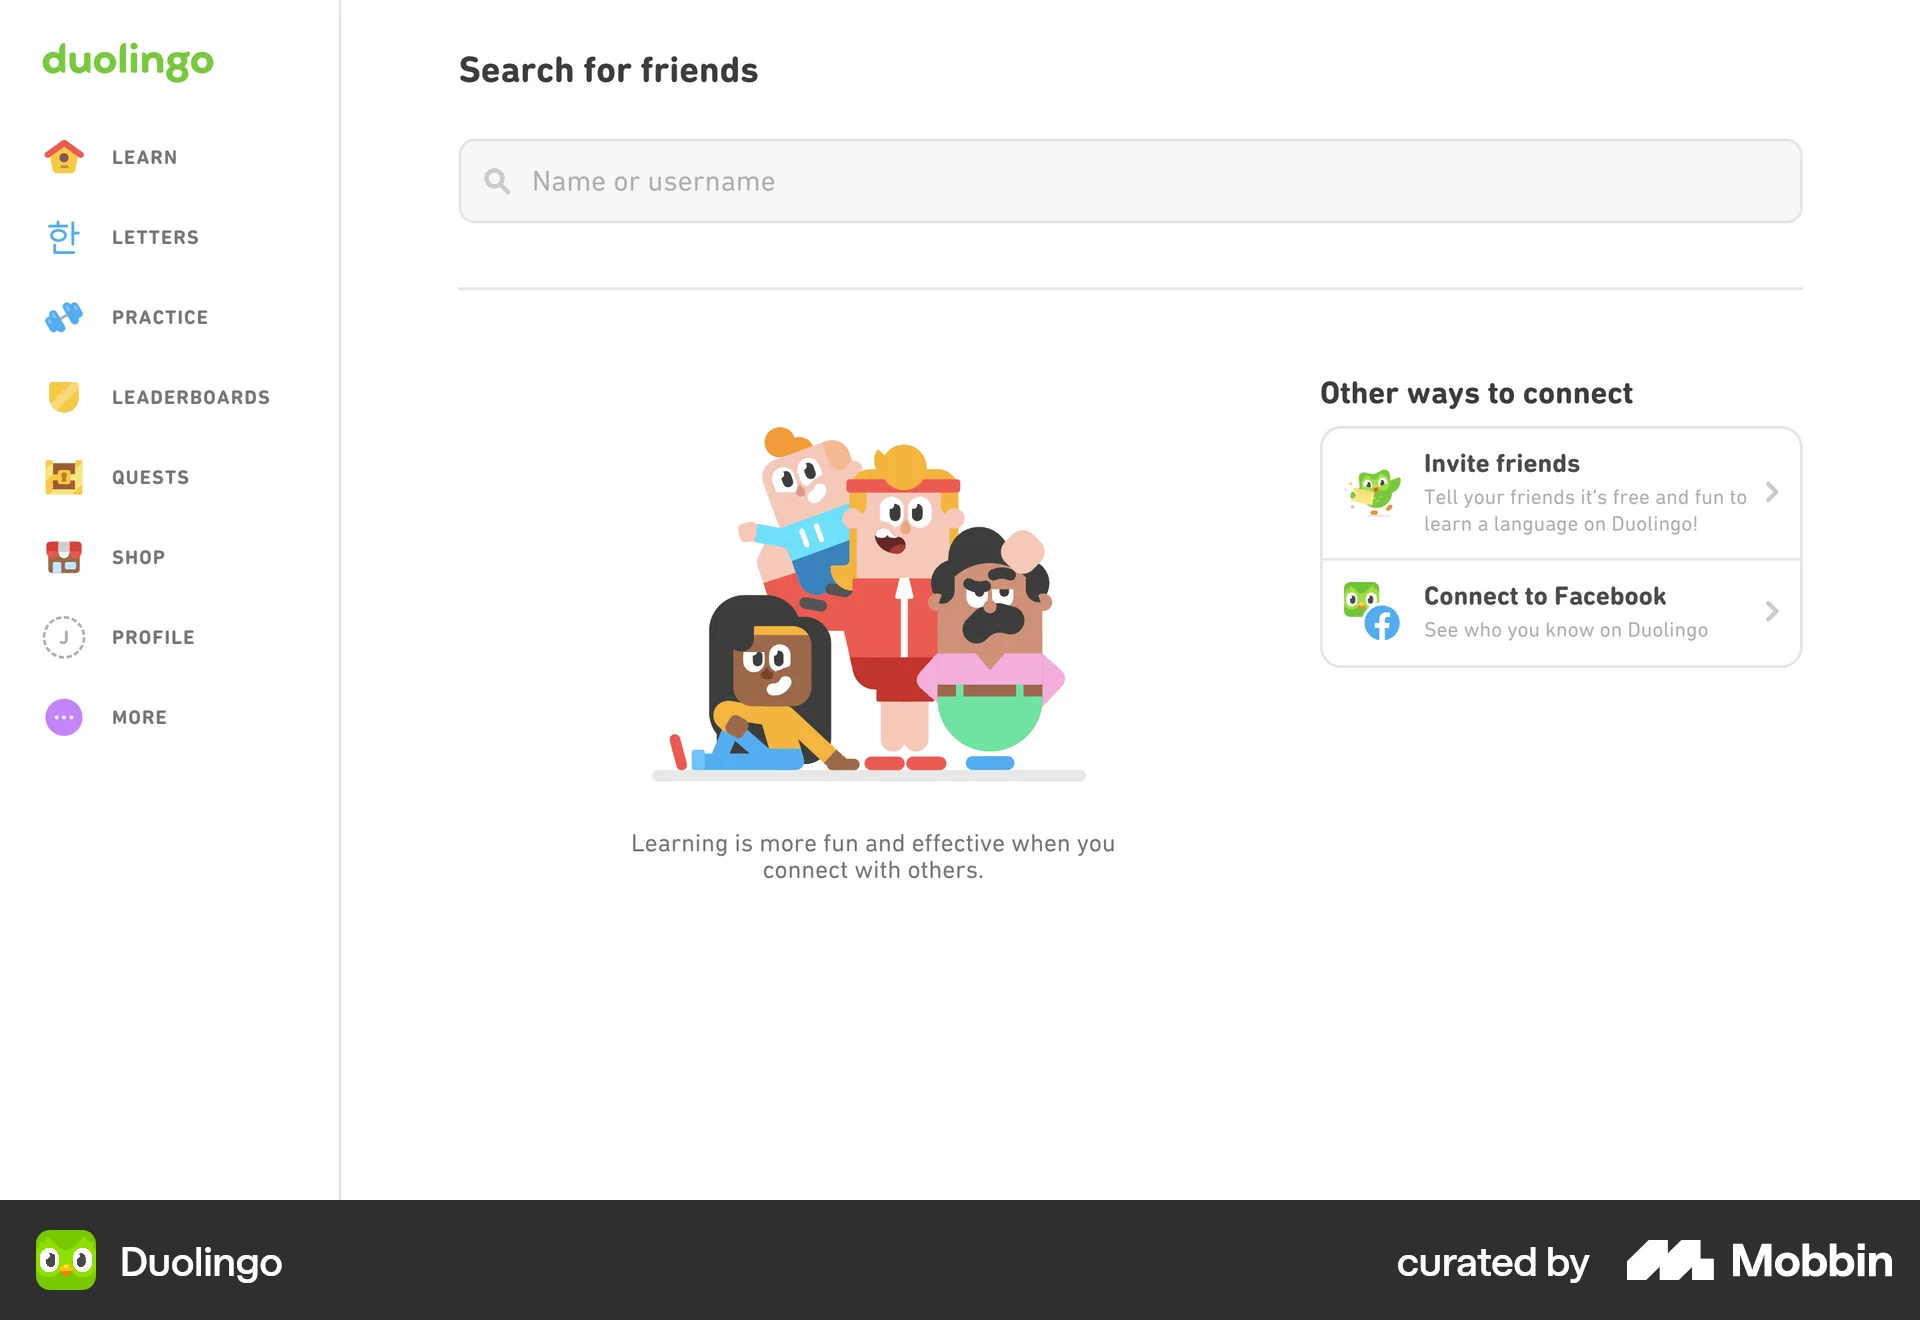 duolingo
LEARN
한
LETTERS
PRACTICE
LEADERBOARDS
QUESTS
SHOP
J
PROFILE
MORE
Search for friends
Name or username
Learning is more fun and effective when you
connect with others.
Other ways to connect
Invite friends
Tell your friends it’s free and fun to
learn a language on Duolingo!
Connect to Facebook
See who you know on Duolingo
Duolingo
curated by
Mobbin